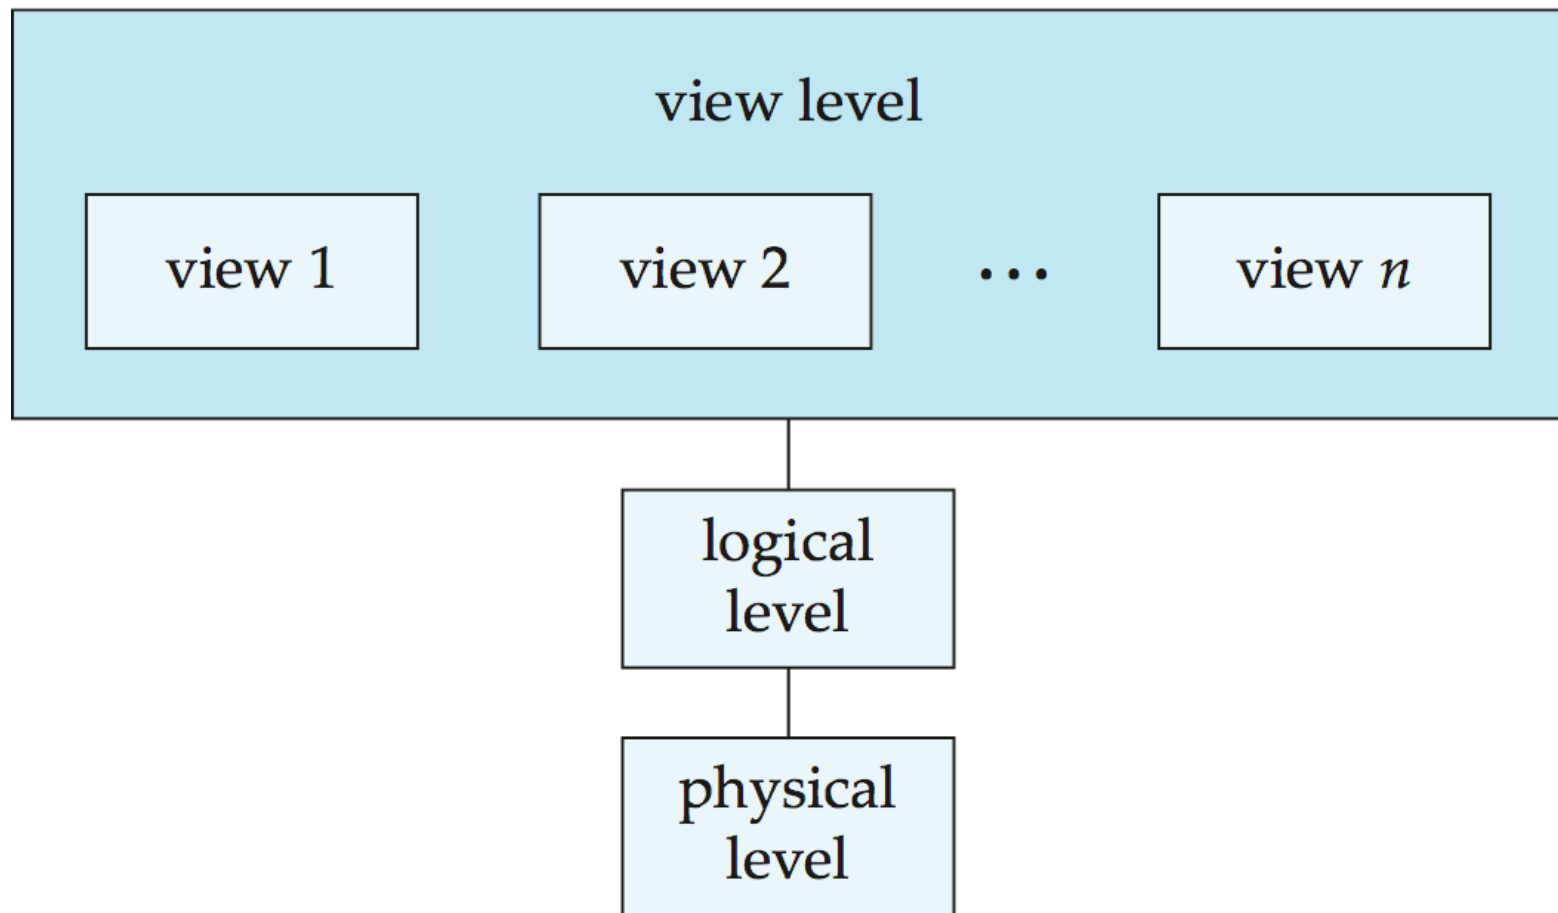 view level
view 1 view 2 ... view n
logical
level
physical
level